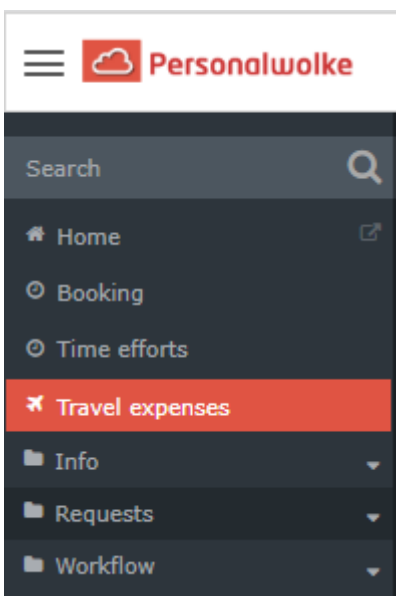 Personalwolke
Search
Home
Booking
Time efforts
Travel expenses
Info
Requests
Workflow